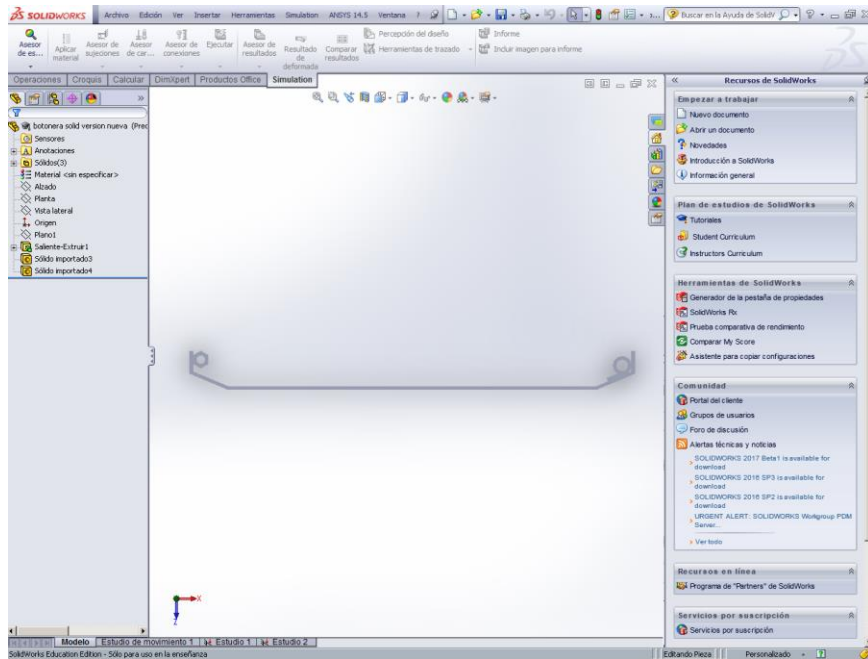 SOLIDWORKS Archivo Edición Ver Insertar Herramientas Simulation ANSYS 14.5 Ventana ? Buscar en la Ayuda de SolidW
Asesor de es... Aplicar material Asesor de sujeciones Asesor de car... Asesor de conexiones Ejecutar Asesor de resultados Resultado de deformada Comparar resultados
Percepción del diseño Informe
Herramientas de trazado Incluir imagen para informe
Operaciones Croquis Calcular DimXpert Productos Office Simulation
botonera solid version nueva (Pred
Sensores
Anotaciones
Sólidos(3)
Material <sin especificar>
Alzado
Planta
Vista lateral
Origen
Plano1
Saliente-Extruir1
Sólido importado3
Sólido importado4
X
Z
Recursos de SolidWorks
Empezar a trabajar
Nuevo documento
Abrir un documento
Novedades
Introducción a SolidWorks
Información general
Plan de estudios de SolidWorks
Tutoriales
Student Curriculum
Instructors Curriculum
Herramientas de SolidWorks
Generador de la pestaña de propiedades
SolidWorks Rx
Prueba comparativa de rendimiento
Comparar My Score
Asistente para copiar configuraciones
Comunidad
Portal del cliente
Grupos de usuarios
Foro de discusión
Alertas técnicas y noticias
SOLIDWORKS 2017 Beta1 is available for
download
SOLIDWORKS 2016 SP3 is available for
download
SOLIDWORKS 2016 SP2 is available for
download
URGENT ALERT: SOLIDWORKS Workgroup PDM
Server...
Ver todo
Recursos en línea
Programa de "Partners" de SolidWorks
Servicios por suscripción
Servicios por suscripción
Modelo Estudio de movimiento 1 Estudio 1 Estudio 2
SolidWorks Education Edition - Sólo para uso en la enseñanza Editando Pieza Personalizado